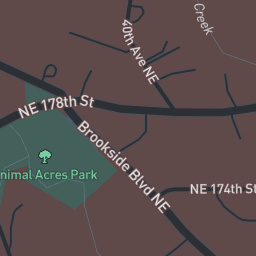 Creek
40th Ave NE
NE 178th St
Brookside Blvd NE
nimal Acres Park
NE 174th St